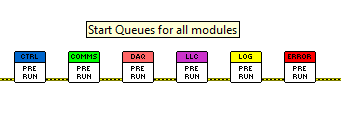 Start Queues for all modules
CTRL COMMS DAQ LLC LOG ERROR
PRE PRE PRE PRE PRE PRE
RUN RUN RUN RUN RUN RUN